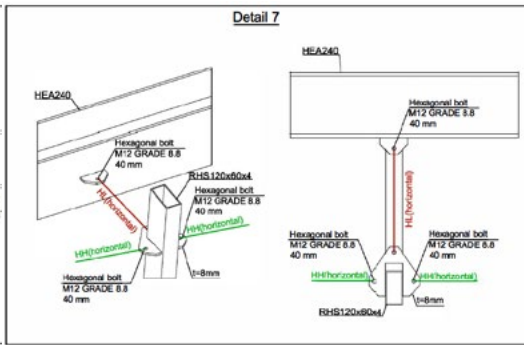 Detail 7
HEA240
Hexagonal bolt
M12 GRADE 8.8
40 mm
RHS120x60x4
Hexagonal bolt
M12 GRADE 8.8
40 mm
HL(horizontal)
HH(horizontal)
HH(horizontal)
Hexagonal bolt
M12 GRADE 8.8
40 mm
t=8mm
HEA240
Hexagonal bolt
M12 GRADE 8.8
40 mm
HL(horizontal)
Hexagonal bolt
M12 GRADE 8.8
40 mm
Hexagonal bolt
M12 GRADE 8.8
40 mm
HH(horizontal)
HH(horizontal)
t=8mm
RHS120x60x4